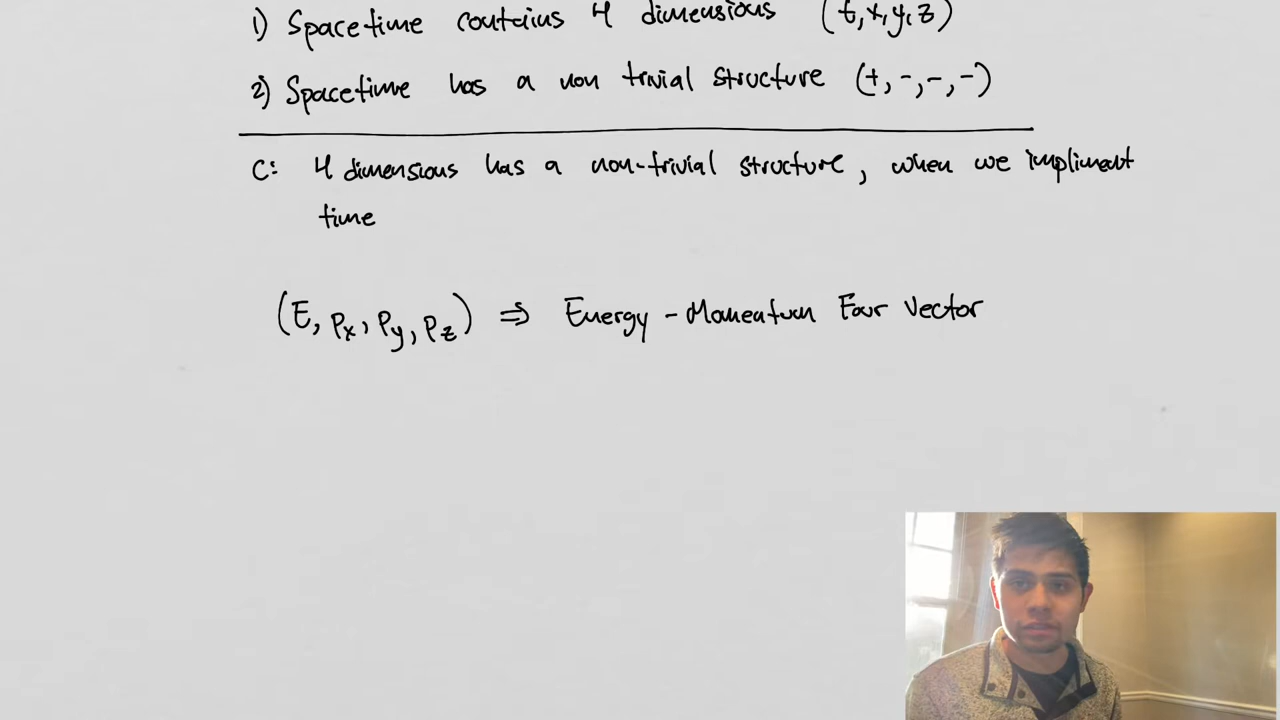 1) Spacetime contains 4 dimensions (t,x,y,z)
2) Spacetime has a non trivial structure (+,-,-,-)
C: 4 dimensions has a non-trivial structure, when we impliment
time
(E, Px, Py, Pz) ⇒ Energy - Momentum Four Vector